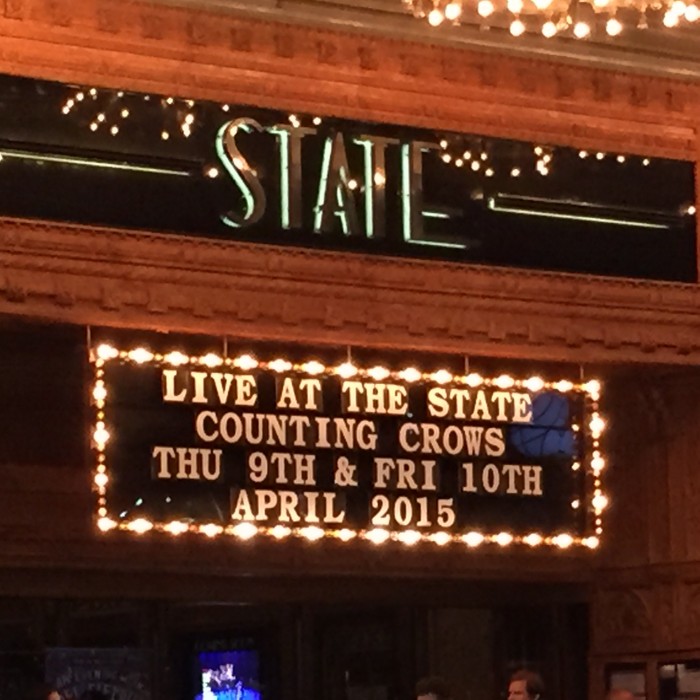 STATE
LIVE AT THE STATE
COUNTING CROWS
THU 9TH & FRI 10TH
APRIL 2015